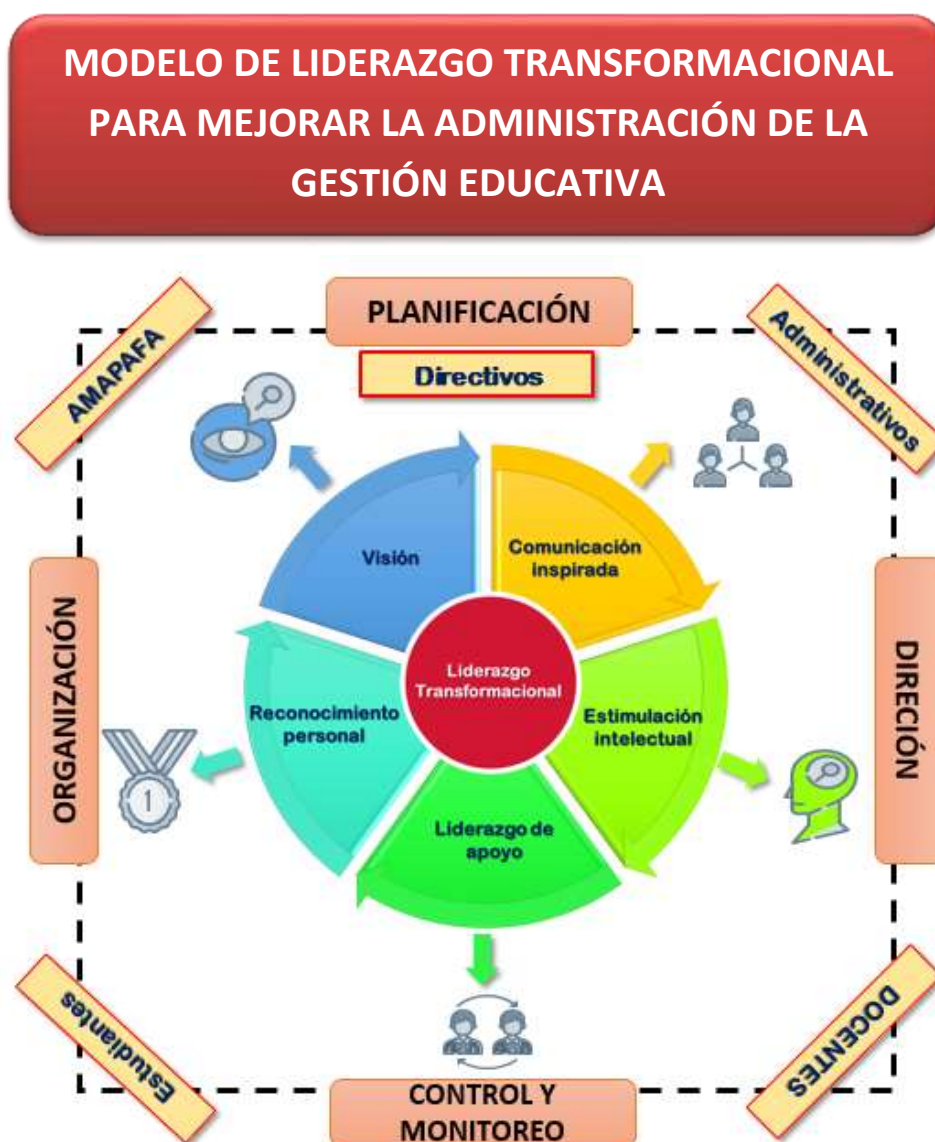 MODELO DE LIDERAZGO TRANSFORMACIONAL
PARA MEJORAR LA ADMINISTRACIÓN DE LA
GESTIÓN EDUCATIVA
AMAPAFA
PLANIFICACIÓN
Directivos
Administrativos
Visión
Comunicación
inspirada
ORGANIZACIÓN
Liderazgo
Transformacional
DIRECIÓN
Reconocimiento
personal
Estimulación
intelectual
1
Liderazgo de
apoyo
Estudiantes
DOCENTES
CONTROL Y
MONITOREO